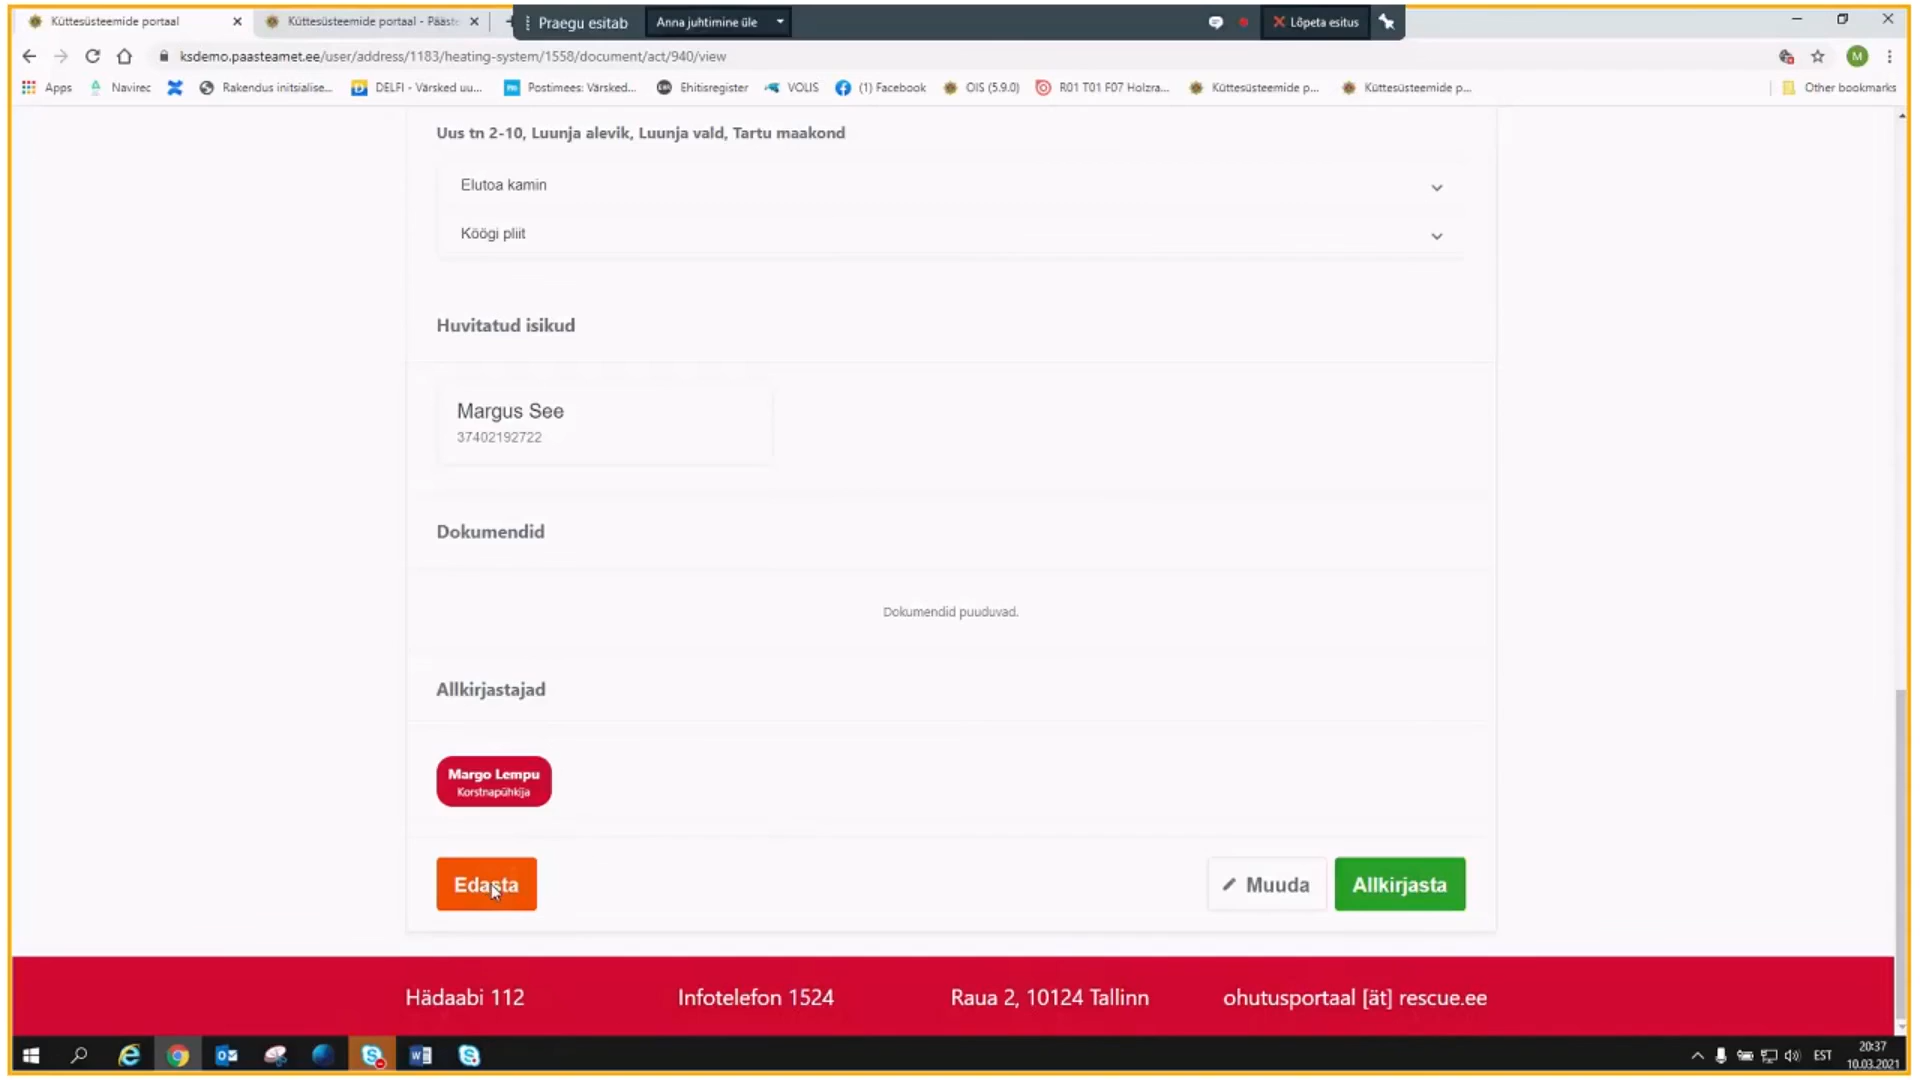 Küttesüsteemide portaal
Küttesüsteemide portaal - Pääst
Praegu esitab
Anna juhtimine üle
Lõpeta esitus
ksdemo.paasteamet.ee/user/address/1183/heating-system/1558/document/act/940/view
M
Apps
Navirec
Rakendus initsialise...
DELFI - Värsked uu...
Postimees: Värsked...
Ehitisregister
VOLIS
(1) Facebook
OIS (5.9.0)
R01 T01 F07 Holzra...
Küttesüsteemide p...
Küttesüsteemide p...
Other bookmarks
Uus tn 2-10, Luunja alevik, Luunja vald, Tartu maakond
Elutoa kamin
Köögi pliit
Huvitatud isikud
Margus See
37402192722
Dokumendid
Dokumendid puuduvad.
Allkirjastajad
Margo Lempu
Korstnapühkija
Edasta
Muuda
Allkirjasta
Hädaabi 112
Infotelefon 1524
Raua 2, 10124 Tallinn
ohutusportaal [ät] rescue.ee
EST
20:37
10.03.2021